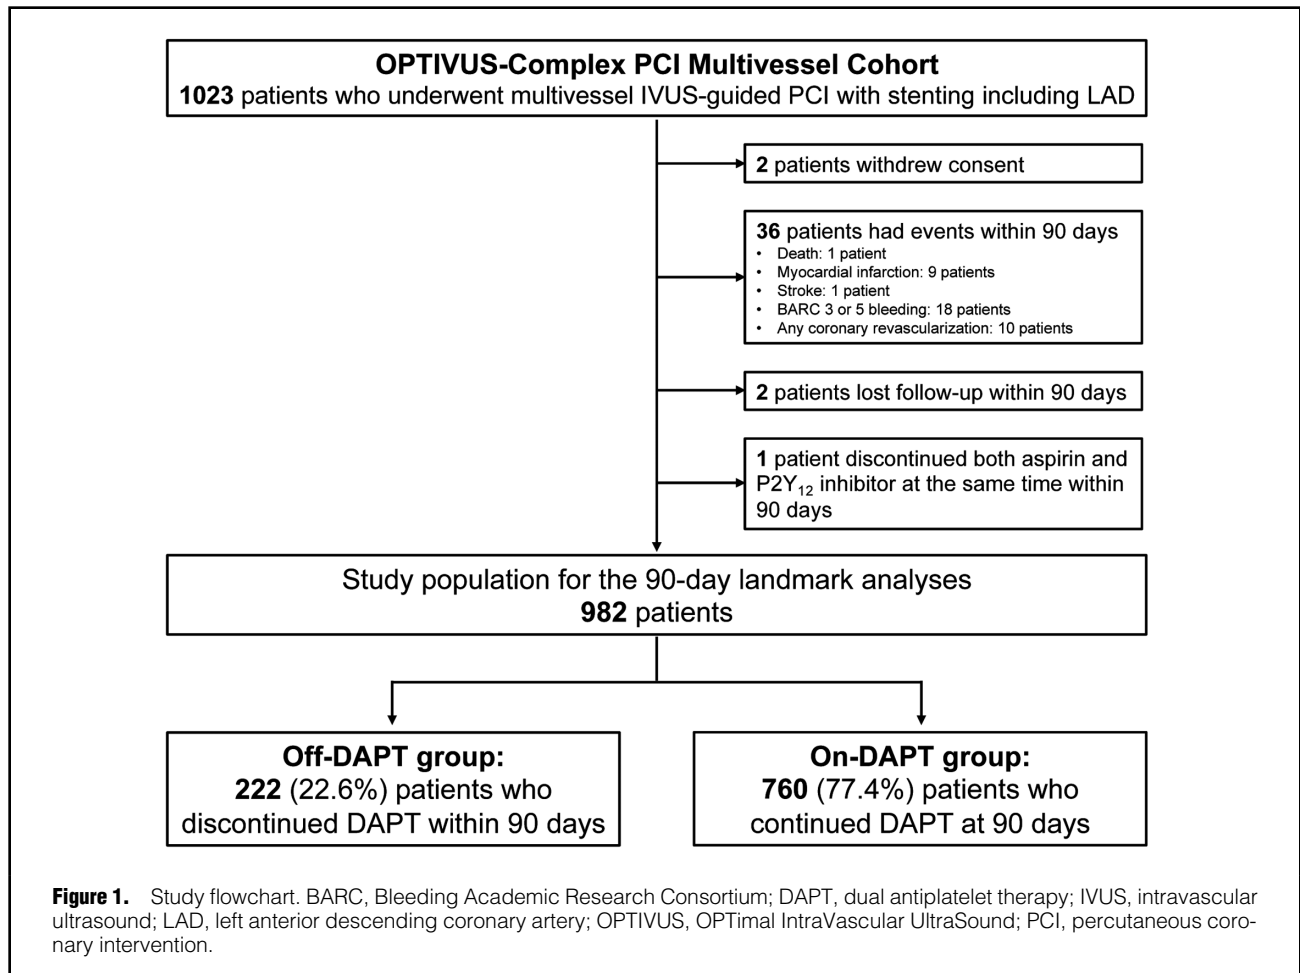 OPTIVUS-Complex PCI Multivessel Cohort
1023 patients who underwent multivessel IVUS-guided PCI with stenting including LAD
2 patients withdrew consent
36 patients had events within 90 days
• Death: 1 patient
• Myocardial infarction: 9 patients
• Stroke: 1 patient
• BARC 3 or 5 bleeding: 18 patients
• Any coronary revascularization: 10 patients
2 patients lost follow-up within 90 days
1 patient discontinued both aspirin and
P2Y₁₂ inhibitor at the same time within
90 days
Study population for the 90-day landmark analyses
982 patients
Off-DAPT group:
222 (22.6%) patients who
discontinued DAPT within 90 days
On-DAPT group:
760 (77.4%) patients who
continued DAPT at 90 days
Figure 1. Study flowchart. BARC, Bleeding Academic Research Consortium; DAPT, dual antiplatelet therapy; IVUS, intravascular
ultrasound; LAD, left anterior descending coronary artery; OPTIVUS, OPTimal IntraVascular UltraSound; PCI, percutaneous coro-
nary intervention.